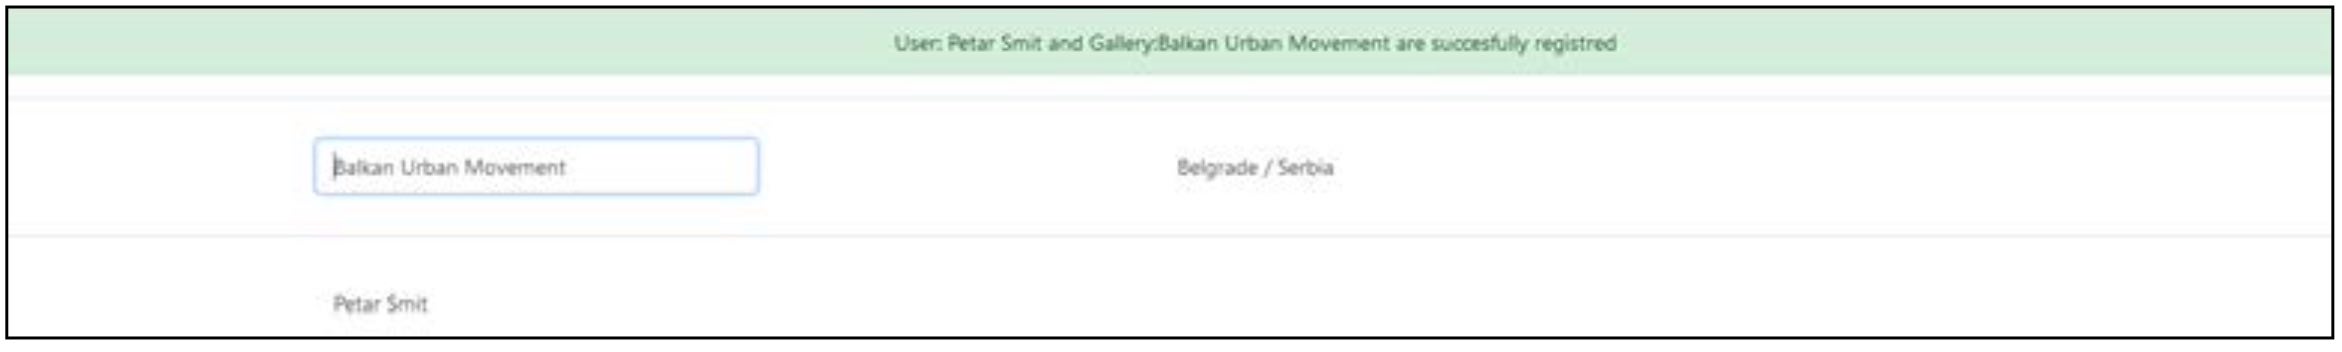 User: Petar Smit and Gallery:Balkan Urban Movement are succesfully registred
Balkan Urban Movement
Belgrade / Serbia
Petar Smit